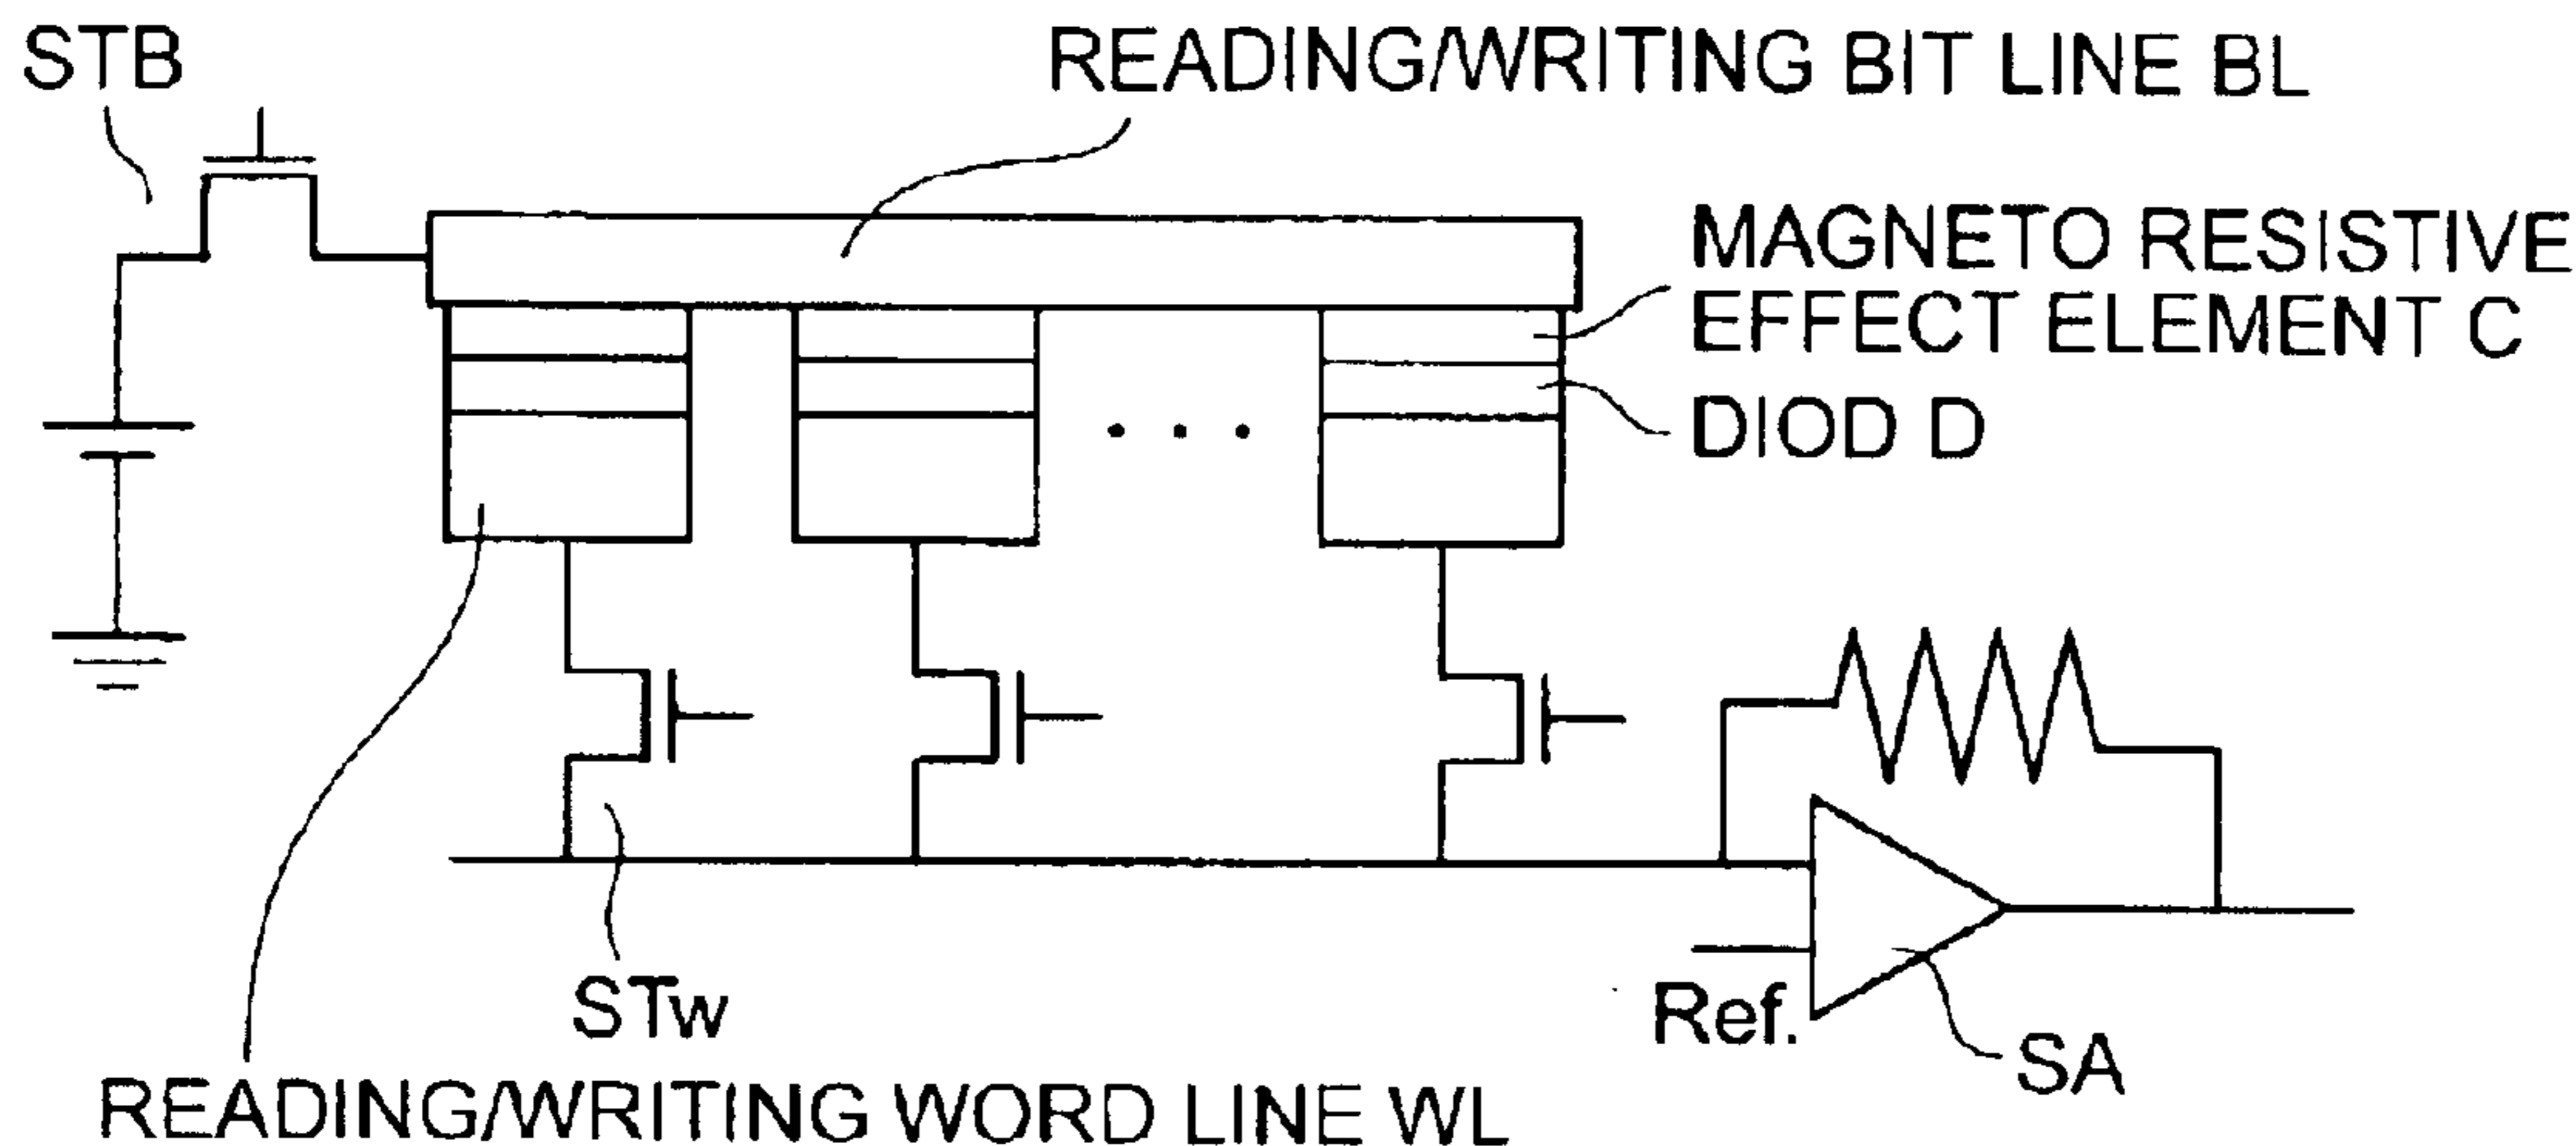 STB
READING/WRITING BIT LINE BL
MAGNETO RESISTIVE
EFFECT ELEMENT C
DIOD D
STw
Ref.
SA
READING/WRITING WORD LINE WL